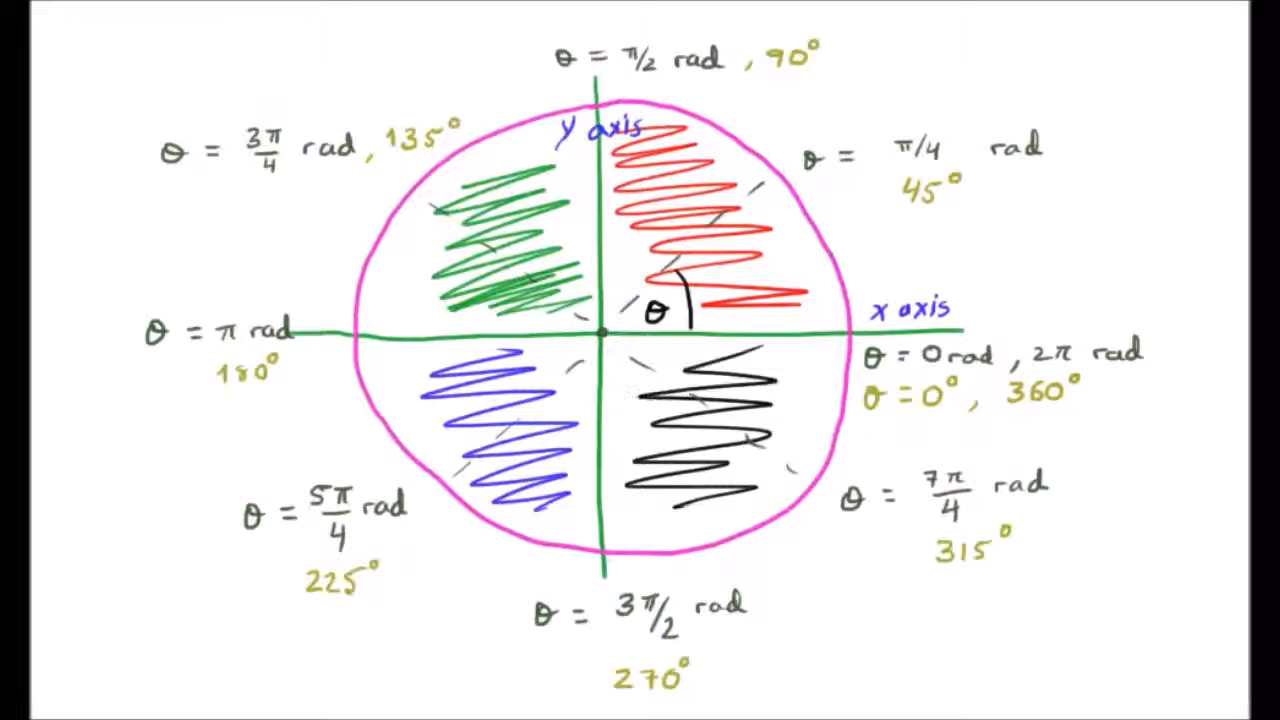 θ = π/2 rad , 90°
y axis
θ = 3π/4 rad, 135°
θ = π/4 rad
45°
θ
x axis
θ = π rad
180°
θ = 0 rad , 2π rad
θ = 0° , 360°
θ = 5π/4 rad
225°
θ = 7π/4 rad
315°
θ = 3π/2 rad
270°